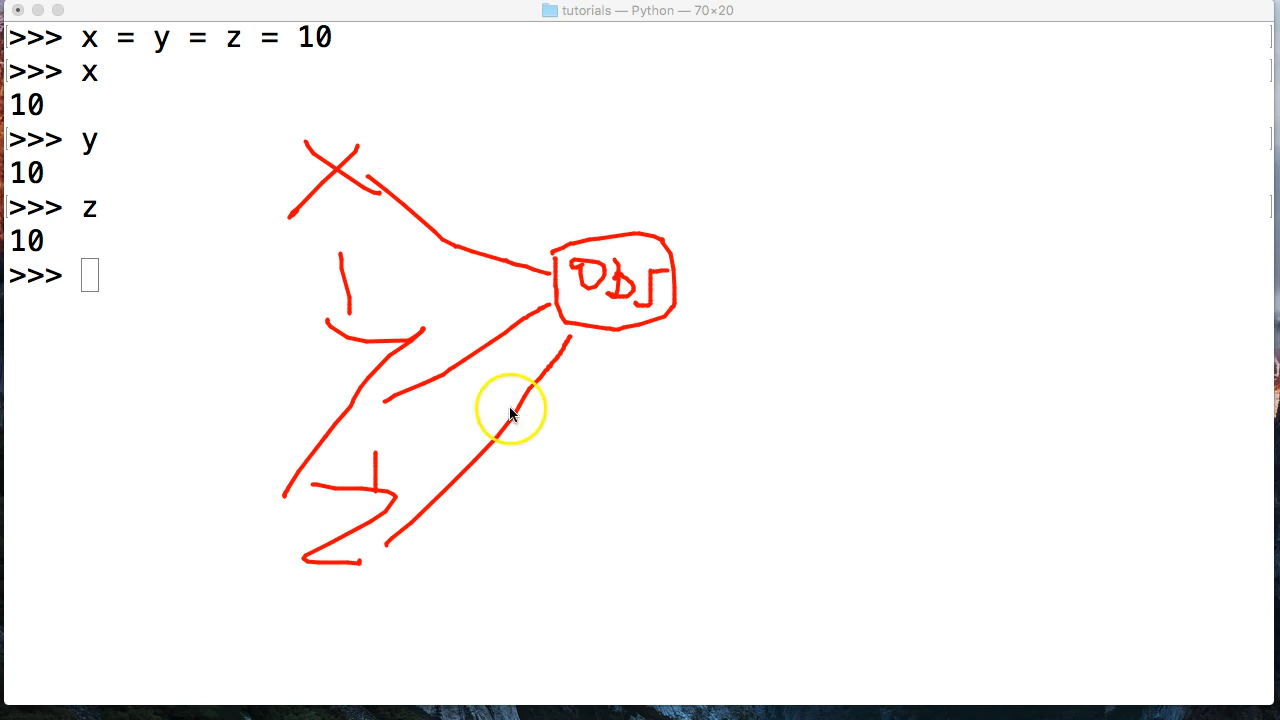 tutorials — Python — 70×20
>>> x = y = z = 10
>>> x
10
>>> y
10
>>> z
10
>>>
X
OBJ
y
z